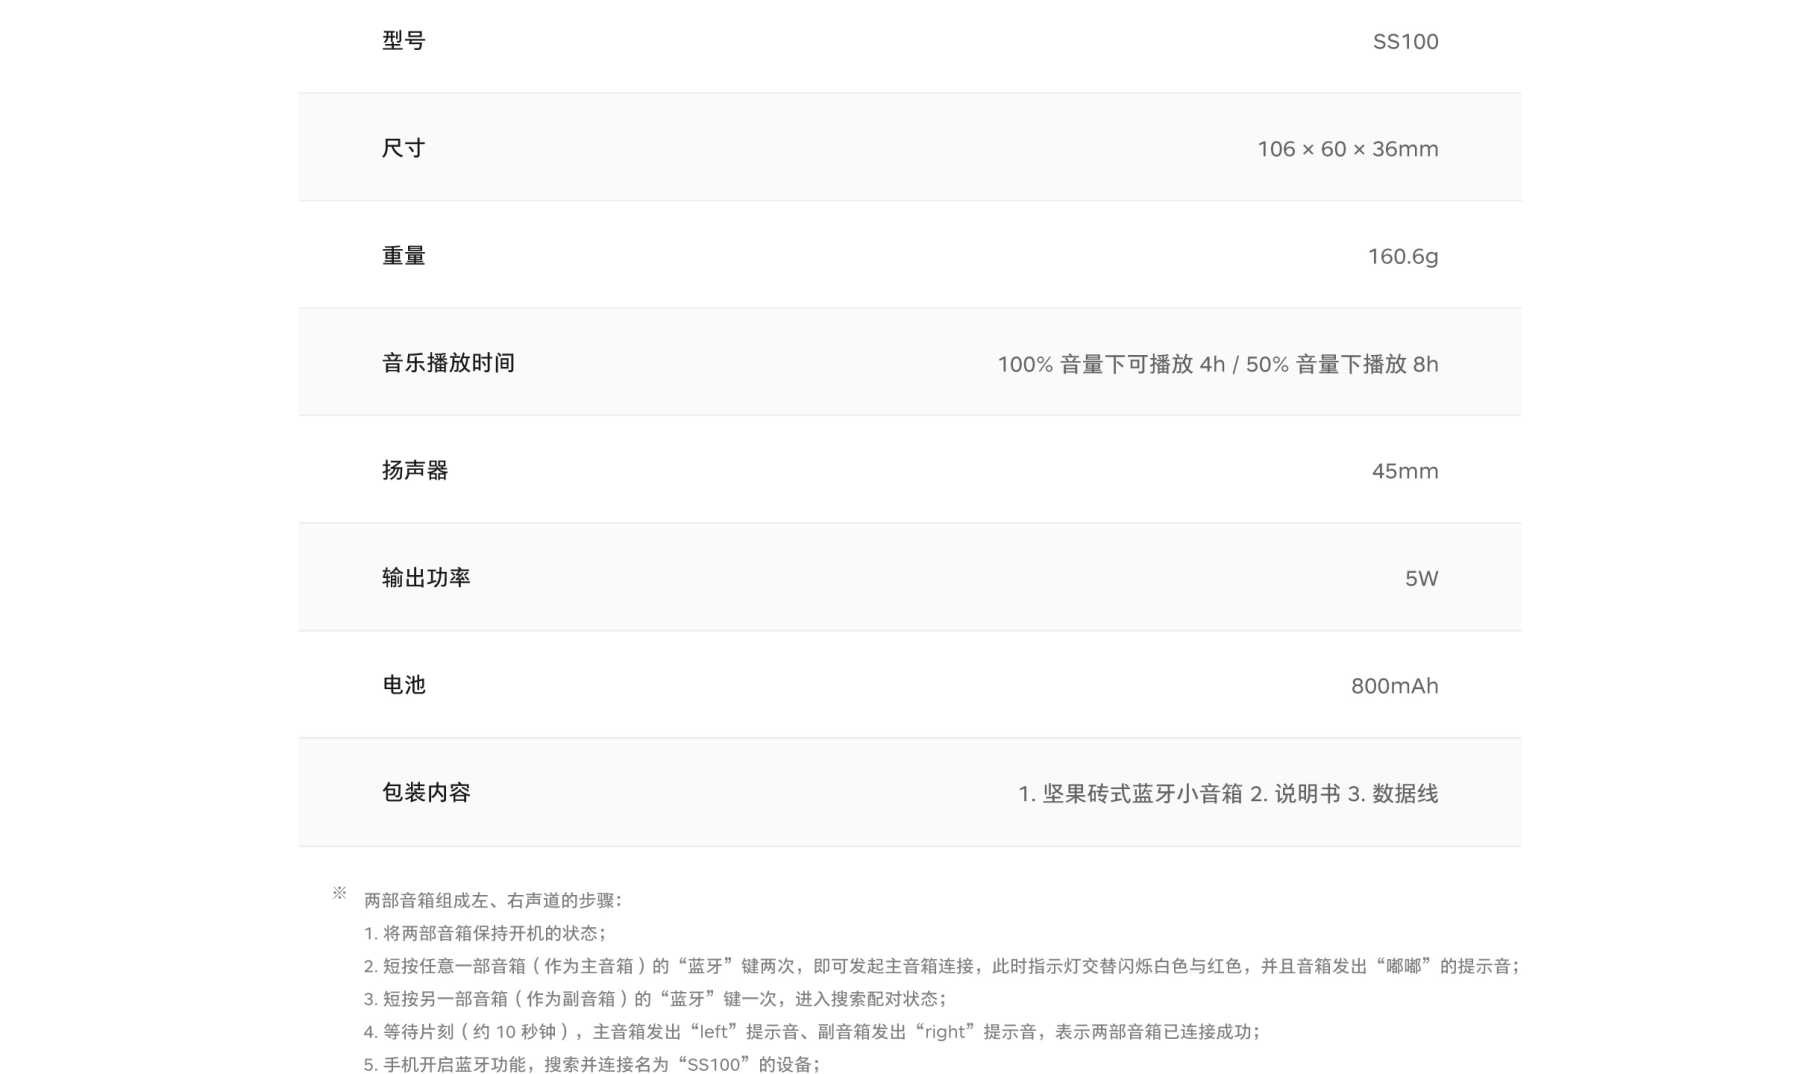 型号 SS100
尺寸 106 × 60 × 36mm
重量 160.6g
音乐播放时间 100% 音量下可播放 4h / 50% 音量下播放 8h
扬声器 45mm
输出功率 5W
电池 800mAh
包装内容 1. 坚果砖式蓝牙小音箱 2. 说明书 3. 数据线
※ 两部音箱组成左、右声道的步骤：
1. 将两部音箱保持开机的状态；
2. 短按任意一部音箱（作为主音箱）的“蓝牙”键两次，即可发起主音箱连接，此时指示灯交替闪烁白色与红色，并且音箱发出“嘟嘟”的提示音；
3. 短按另一部音箱（作为副音箱）的“蓝牙”键一次，进入搜索配对状态；
4. 等待片刻（约 10 秒钟），主音箱发出“left”提示音、副音箱发出“right”提示音，表示两部音箱已连接成功；
5. 手机开启蓝牙功能，搜索并连接名为“SS100”的设备；